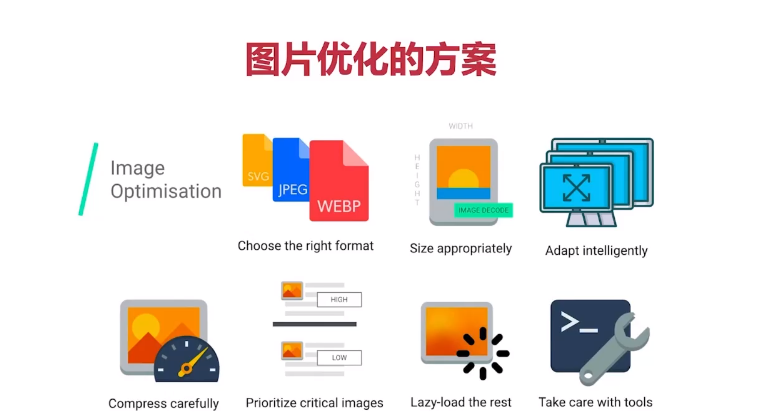 图片优化的方案
Image
Optimisation
SVG
JPEG
WEBP
Choose the right format
WIDTH
HEIGHT
IMAGE DECODE
Size appropriately
Adapt intelligently
Compress carefully
HIGH
LOW
Prioritize critical images
Lazy-load the rest
>_
Take care with tools